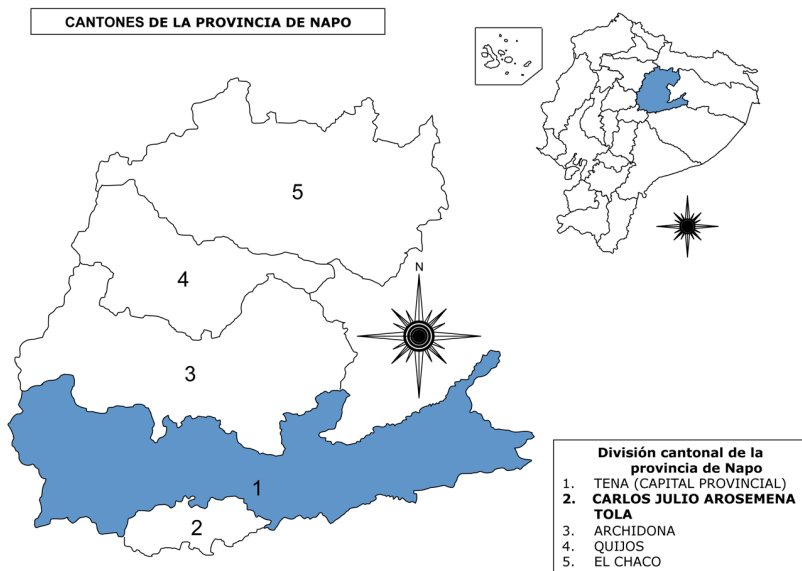 CANTONES DE LA PROVINCIA DE NAPO
5
4
N
3
1
2
División cantonal de la
provincia de Napo
1. TENA (CAPITAL PROVINCIAL)
2. CARLOS JULIO AROSEMENA
TOLA
3. ARCHIDONA
4. QUIJOS
5. EL CHACO